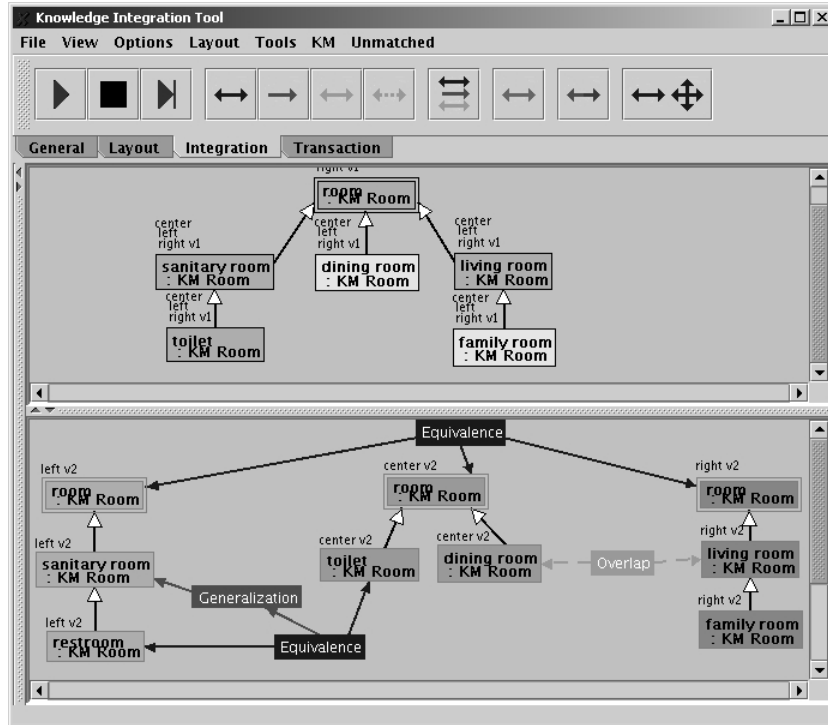 Knowledge Integration Tool
File View Options Layout Tools KM Unmatched
General Layout Integration Transaction
right v1
room
: KM Room
center
left
right v1
center
left
right v1
sanitary room
: KM Room
dining room
: KM Room
living room
: KM Room
center
left
right v1
center
left
right v1
toilet
: KM Room
family room
: KM Room
Equivalence
left v2
center v2
right v2
room
: KM Room
room
: KM Room
room
: KM Room
left v2
center v2
center v2
right v2
sanitary room
: KM Room
toilet
: KM Room
dining room
: KM Room
Overlap
living room
: KM Room
Generalization
left v2
right v2
restroom
: KM Room
Equivalence
family room
: KM Room